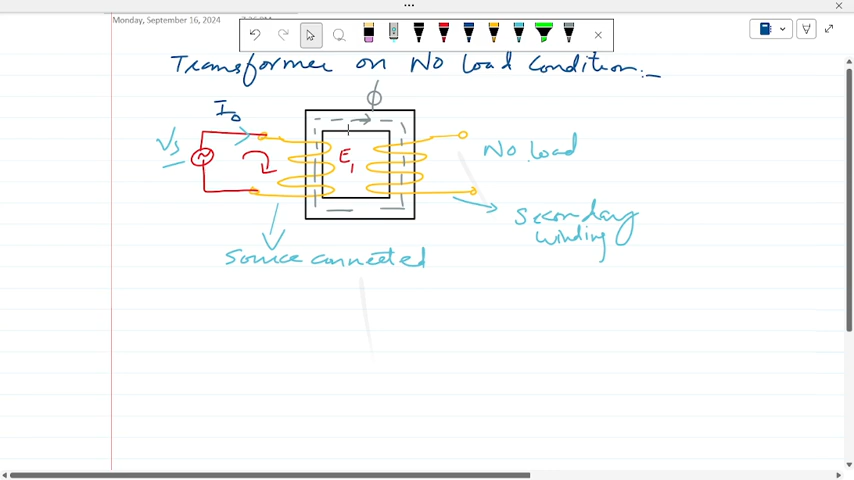 Monday, September 16, 2024
Transformer on No Load Condition:-
ϕ
I₀
Vs
E₁
No load
Secondary
winding
Source connected